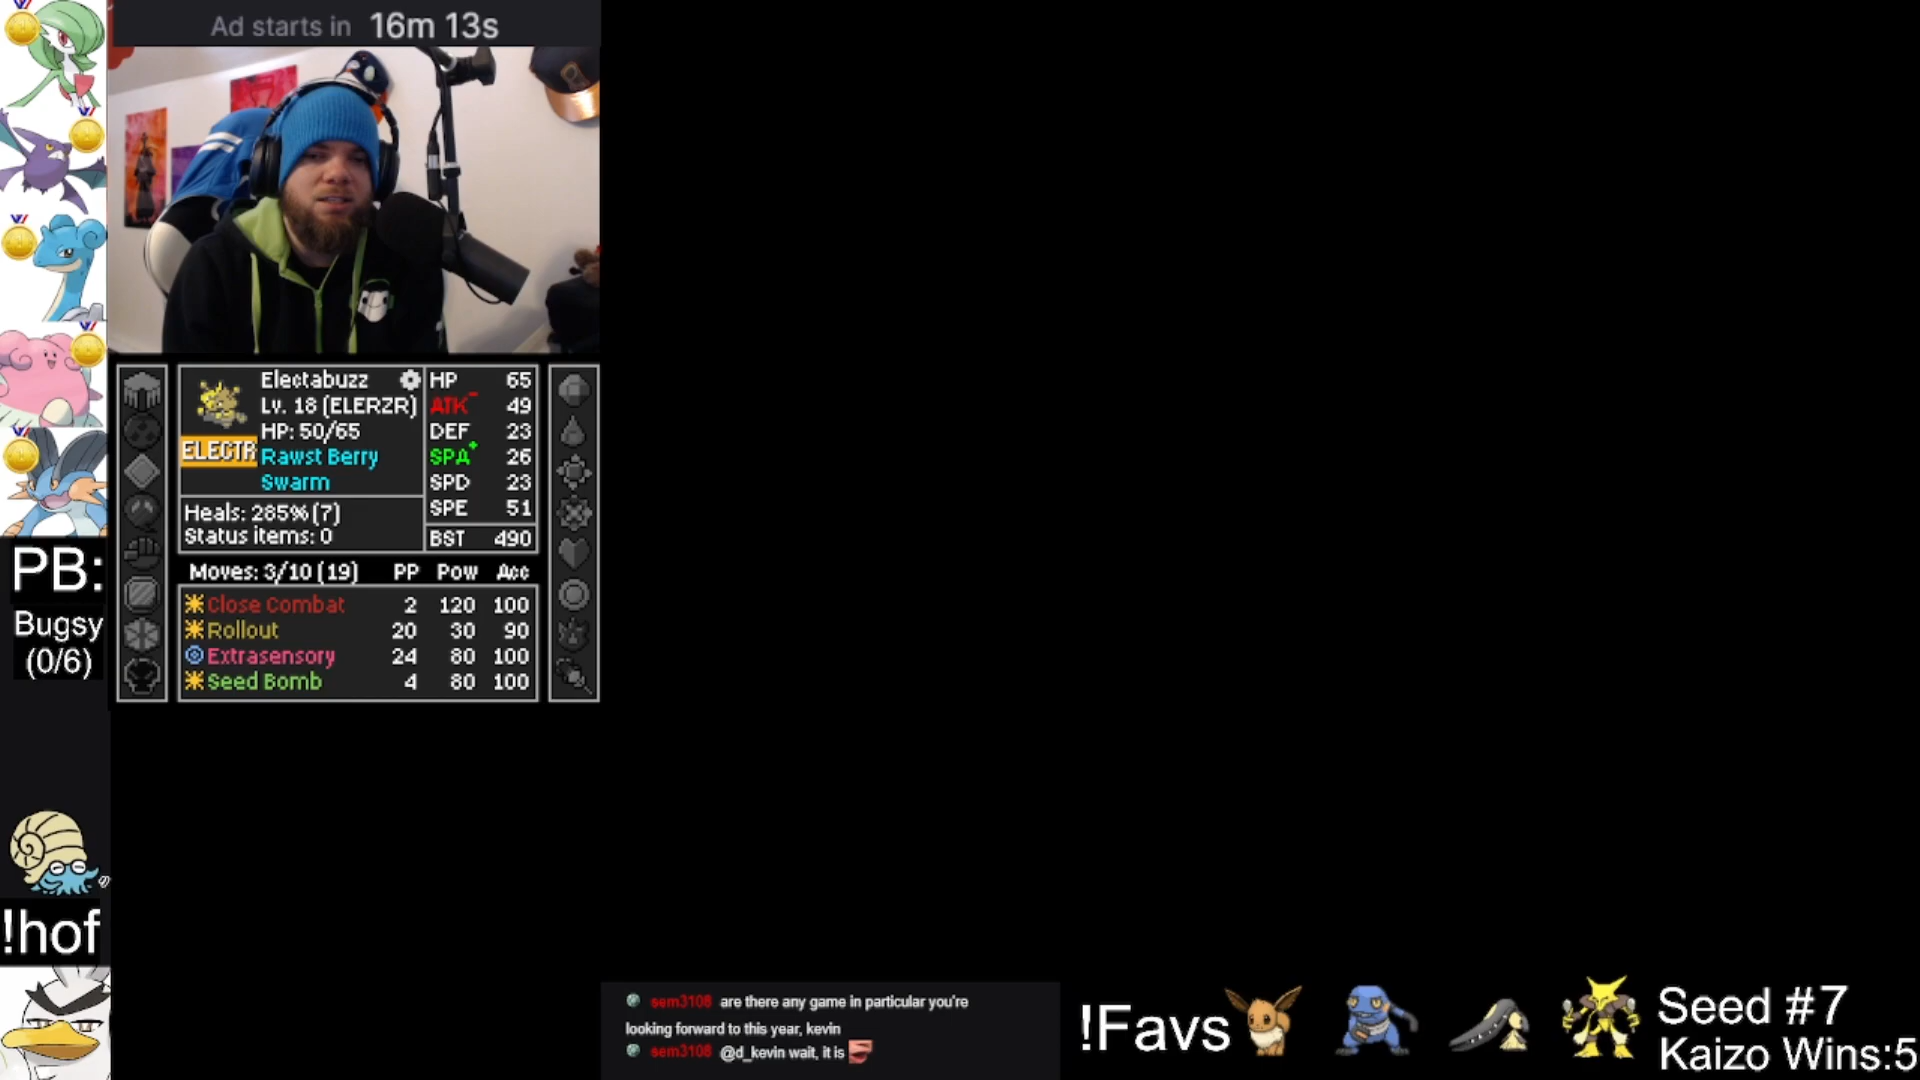 Ad starts in 16m 13s
Electabuzz
Lv. 18 (ELERZR)
HP: 50/65
ELECTR
Rawst Berry
Swarm
Heals: 285% (7)
Status items: 0
HP 65
ATK 49
DEF 23
SPA 26
SPD 23
SPE 51
BST 490
Moves: 3/10 (19) PP Pow Acc
Close Combat 2 120 100
Rollout 20 30 90
Extrasensory 24 80 100
Seed Bomb 4 80 100
PB:
Bugsy
(0/6)
!hof
sem3108 are there any game in particular you're
looking forward to this year, kevin
sem3108 @d_kevin wait, it is
!Favs
Seed #7
Kaizo Wins:5